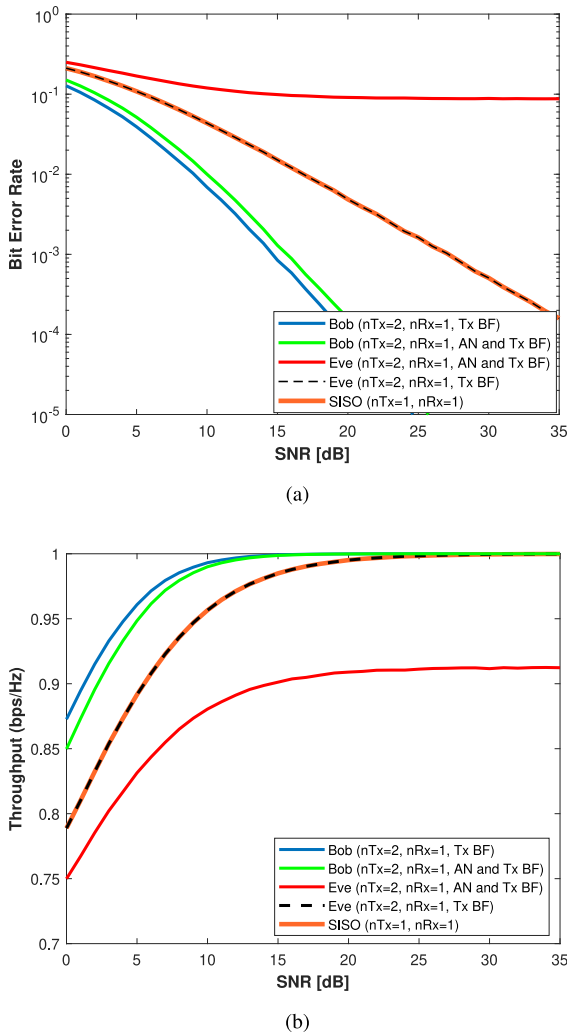 10^0
10^-1
10^-2
10^-3
10^-4
10^-5
Bit Error Rate
Bob (nTx=2, nRx=1, Tx BF)
Bob (nTx=2, nRx=1, AN and Tx BF)
Eve (nTx=2, nRx=1, AN and Tx BF)
Eve (nTx=2, nRx=1, Tx BF)
SISO (nTx=1, nRx=1)
0 5 10 15 20 25 30 35
SNR [dB]
(a)
1
0.95
0.9
0.85
0.8
0.75
0.7
Throughput (bps/Hz)
Bob (nTx=2, nRx=1, Tx BF)
Bob (nTx=2, nRx=1, AN and Tx BF)
Eve (nTx=2, nRx=1, AN and Tx BF)
Eve (nTx=2, nRx=1, Tx BF)
SISO (nTx=1, nRx=1)
0 5 10 15 20 25 30 35
SNR [dB]
(b)